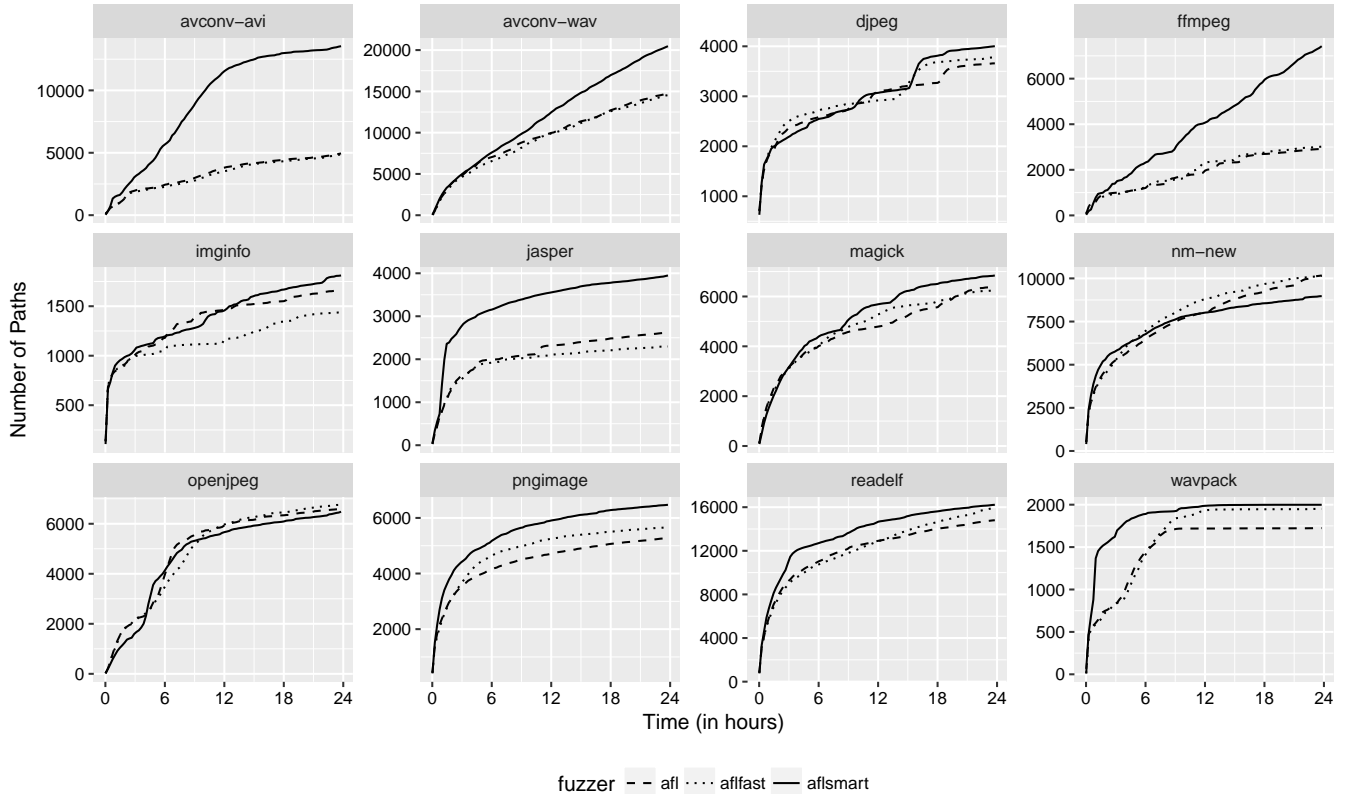 avconv−avi avconv−wav djpeg ffmpeg
0 5000 10000
0 5000 10000 15000 20000
1000 2000 3000 4000
0 2000 4000 6000
imginfo jasper magick nm−new
500 1000 1500
0 1000 2000 3000 4000
0 2000 4000 6000
0 2500 5000 7500 10000
openjpeg pngimage readelf wavpack
0 2000 4000 6000
2000 4000 6000
0 4000 8000 12000 16000
0 500 1000 1500 2000
0 6 12 18 24 0 6 12 18 24 0 6 12 18 24 0 6 12 18 24
Number of Paths
Time (in hours)
fuzzer afl aflfast aflsmart